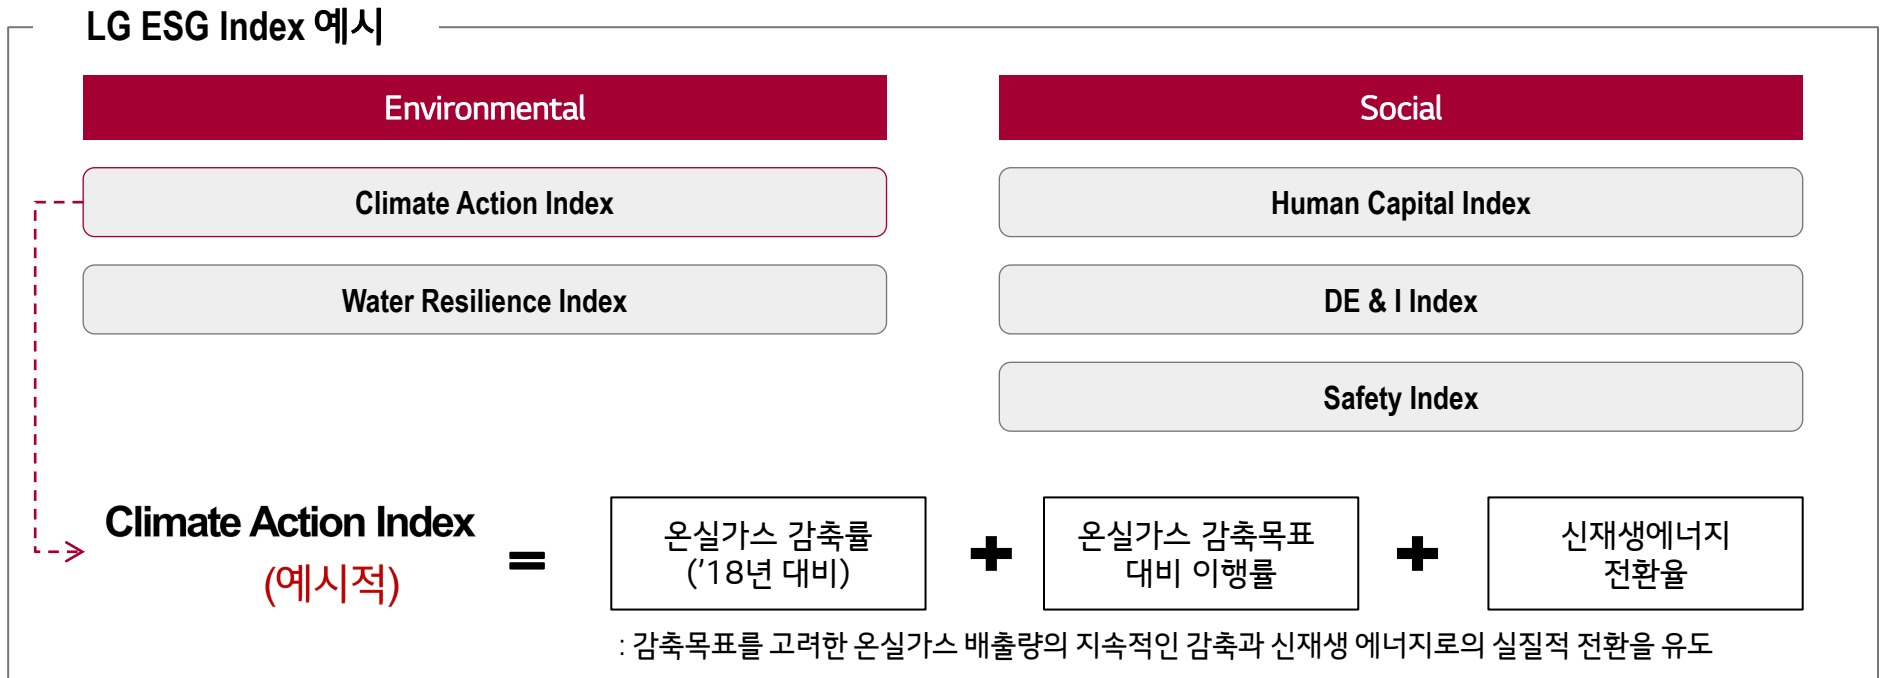 LG ESG Index 예시
Environmental
Climate Action Index
Water Resilience Index
Social
Human Capital Index
DE & I Index
Safety Index
Climate Action Index
(예시적)
=
온실가스 감축률
(’18년 대비)
+
온실가스 감축목표
대비 이행률
+
신재생에너지
전환율
: 감축목표를 고려한 온실가스 배출량의 지속적인 감축과 신재생 에너지로의 실질적 전환을 유도